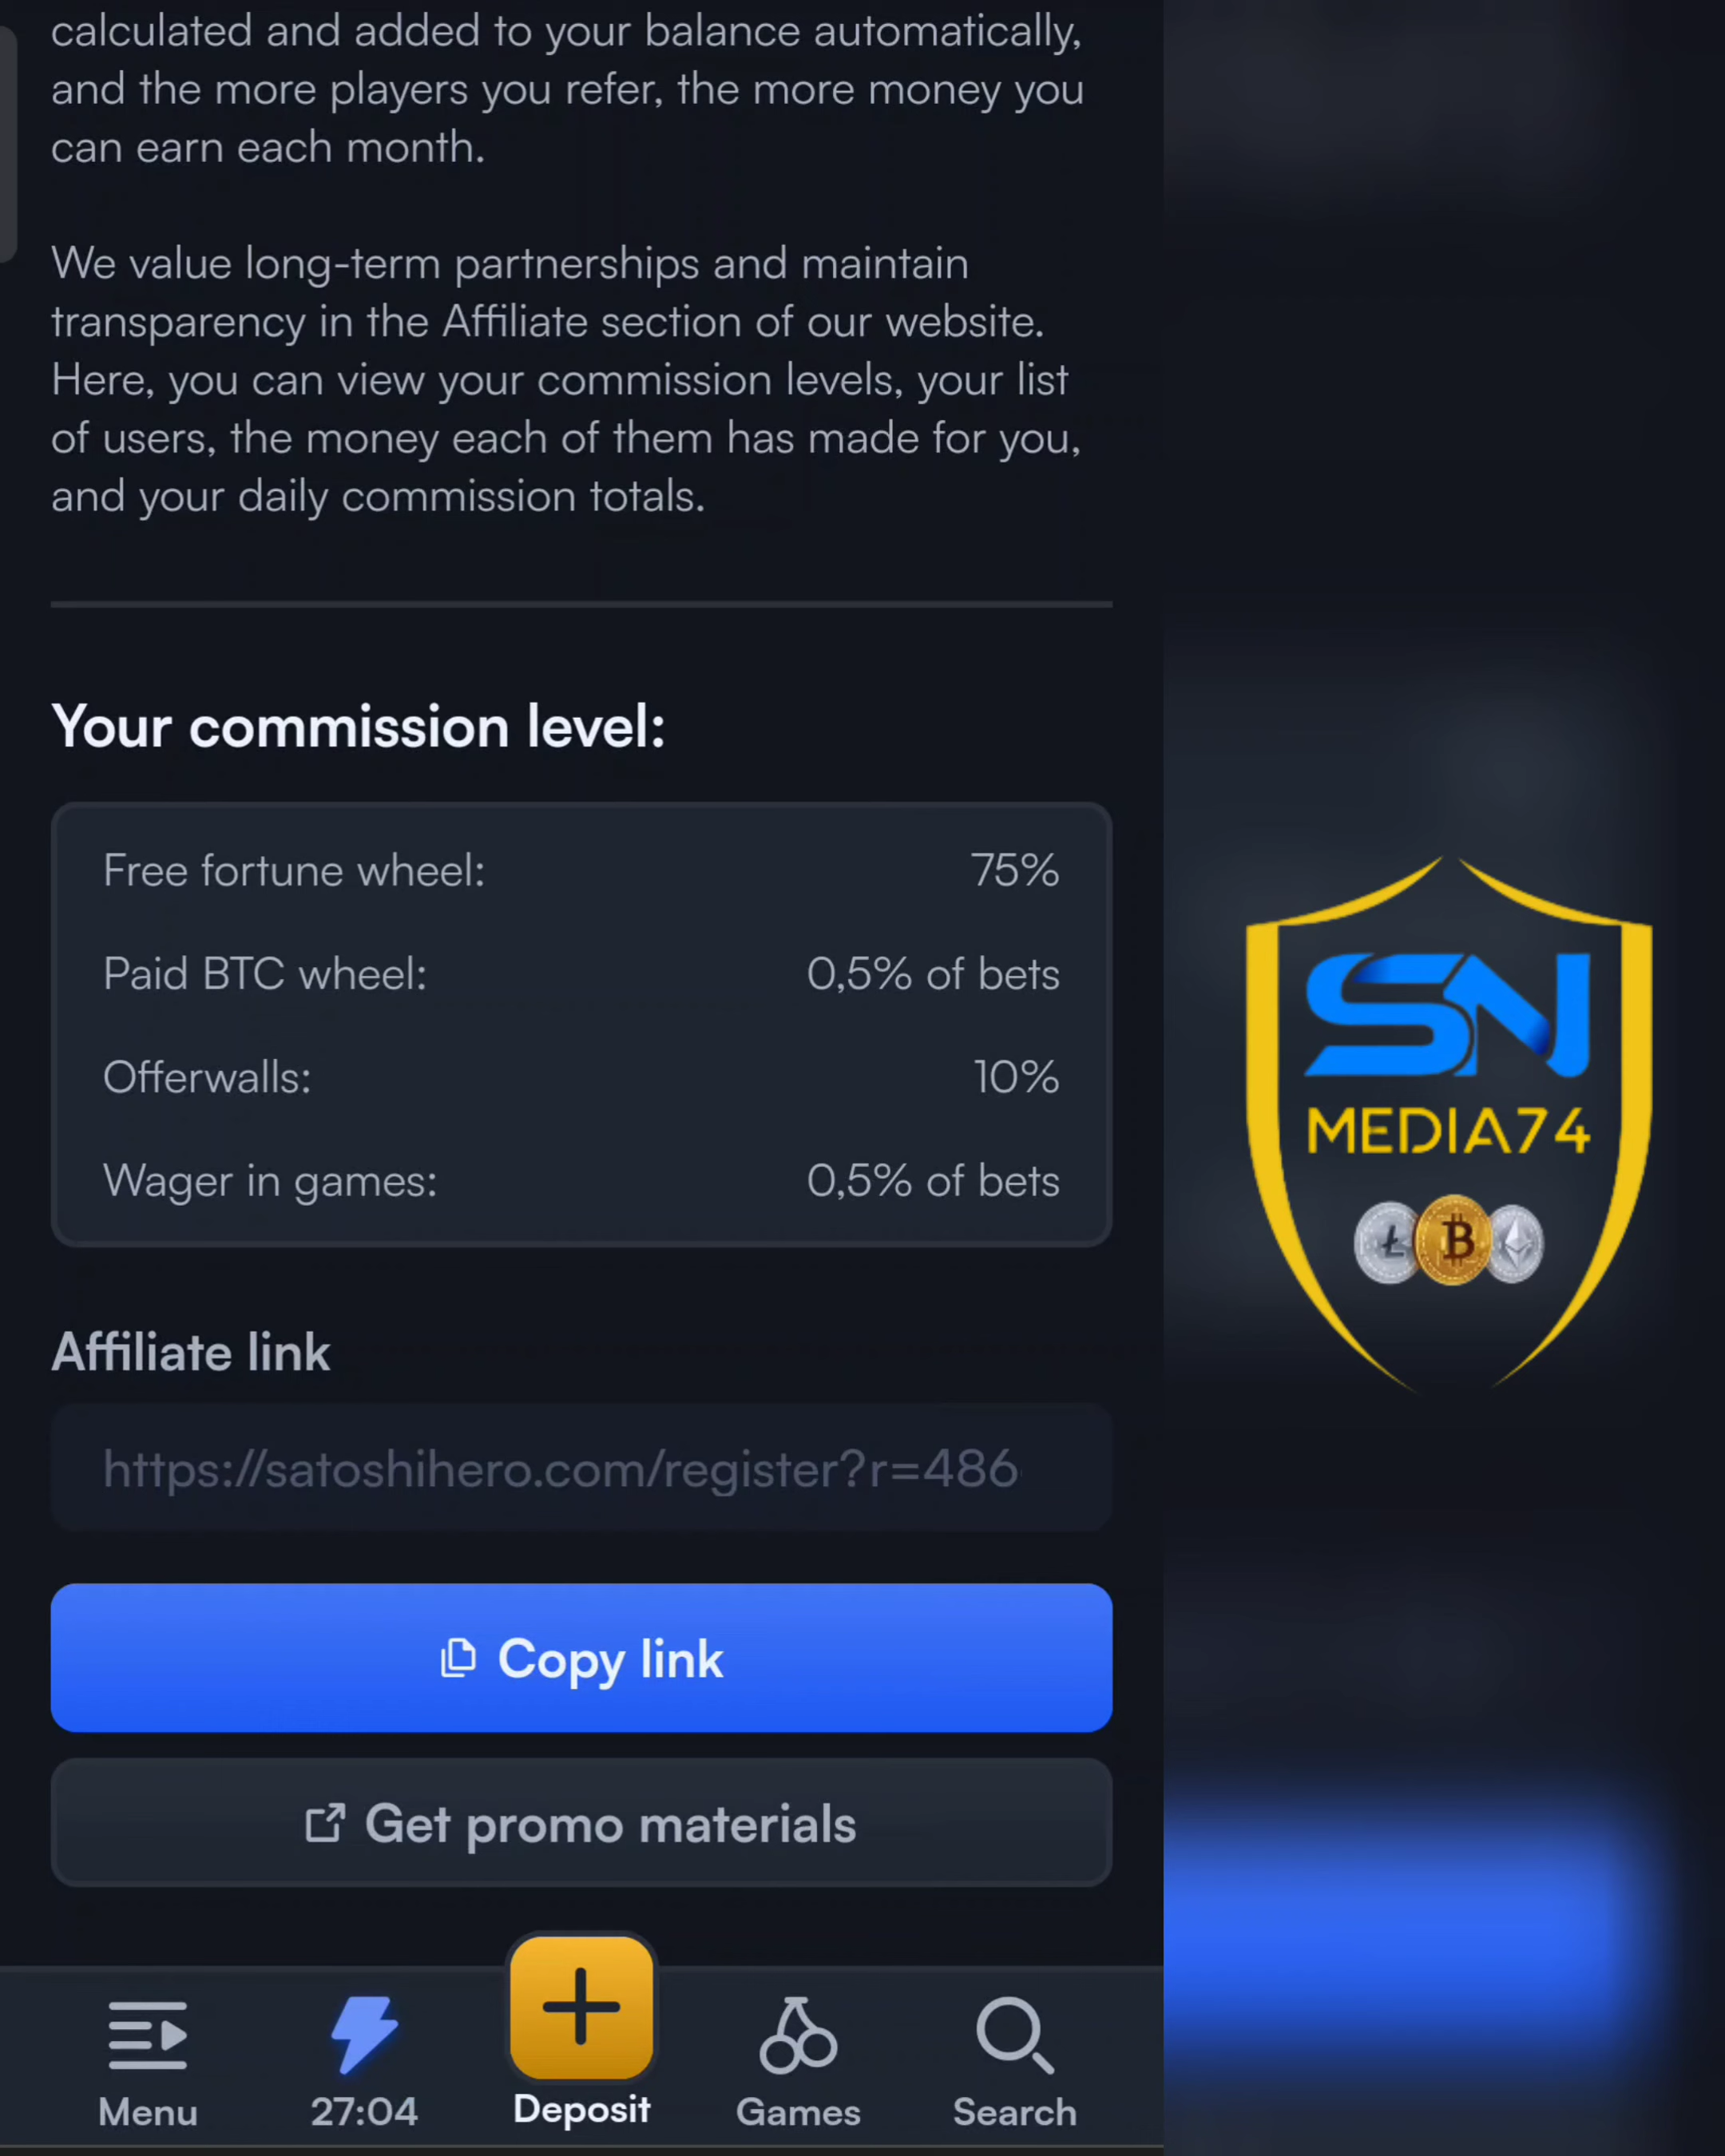 calculated and added to your balance automatically,
and the more players you refer, the more money you
can earn each month.
We value long-term partnerships and maintain
transparency in the Affiliate section of our website.
Here, you can view your commission levels, your list
of users, the money each of them has made for you,
and your daily commission totals.
Your commission level:
Free fortune wheel: 75%
Paid BTC wheel: 0,5% of bets
Offerwalls: 10%
Wager in games: 0,5% of bets
Affiliate link
https://satoshihero.com/register?r=486
Copy link
Get promo materials
Menu 27:04 Deposit Games Search
SN
MEDIA74